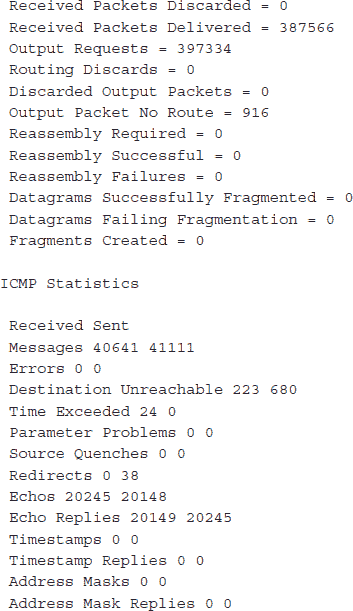 Received Packets Discarded = 0
Received Packets Delivered = 387566
Output Requests = 397334
Routing Discards = 0
Discarded Output Packets = 0
Output Packet No Route = 916
Reassembly Required = 0
Reassembly Successful = 0
Reassembly Failures = 0
Datagrams Successfully Fragmented = 0
Datagrams Failing Fragmentation = 0
Fragments Created = 0
ICMP Statistics
Received Sent
Messages 40641 41111
Errors 0 0
Destination Unreachable 223 680
Time Exceeded 24 0
Parameter Problems 0 0
Source Quenches 0 0
Redirects 0 38
Echos 20245 20148
Echo Replies 20149 20245
Timestamps 0 0
Timestamp Replies 0 0
Address Masks 0 0
Address Mask Replies 0 0